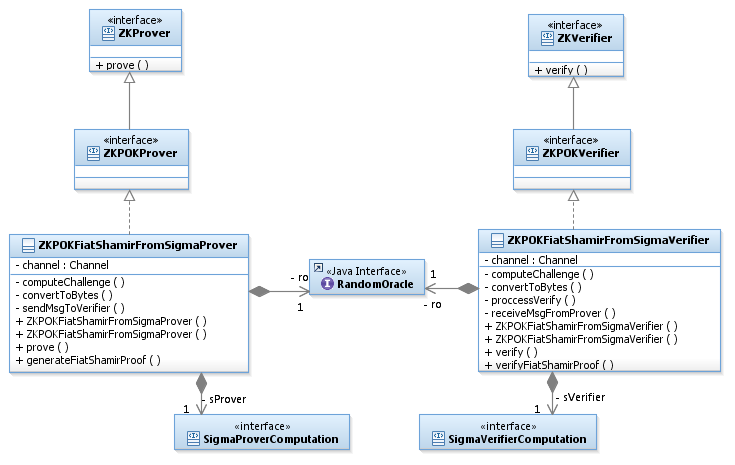 «interface»
ZKProver
+ prove ( )
«interface»
ZKPOKProver
ZKPOKFiatShamirFromSigmaProver
- channel : Channel
- computeChallenge ( )
- convertToBytes ( )
- sendMsgToVerifier ( )
+ ZKPOKFiatShamirFromSigmaProver ( )
+ ZKPOKFiatShamirFromSigmaProver ( )
+ prove ( )
+ generateFiatShamirProof ( )
- sProver
1
«interface»
SigmaProverComputation
- ro
1
«Java Interface»
RandomOracle
1
- ro
«interface»
ZKVerifier
+ verify ( )
«interface»
ZKPOKVerifier
ZKPOKFiatShamirFromSigmaVerifier
- channel : Channel
- computeChallenge ( )
- convertToBytes ( )
- proccessVerify ( )
- receiveMsgFromProver ( )
+ ZKPOKFiatShamirFromSigmaVerifier ( )
+ ZKPOKFiatShamirFromSigmaVerifier ( )
+ verify ( )
+ verifyFiatShamirProof ( )
- sVerifier
1
«interface»
SigmaVerifierComputation